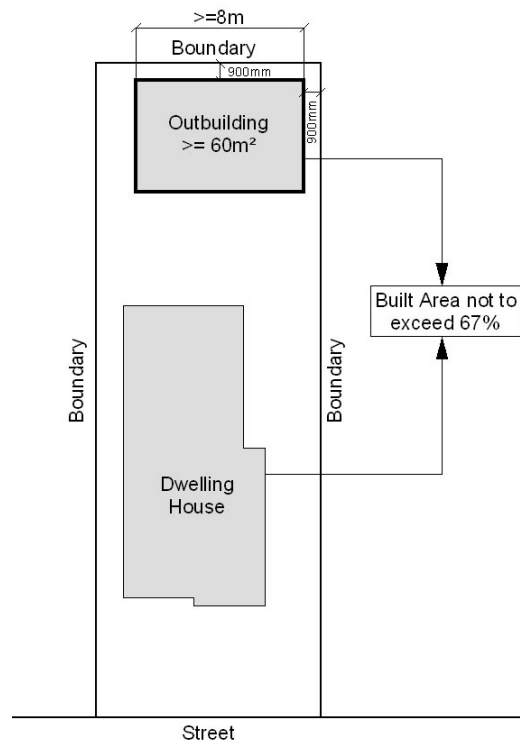 >=8m
Boundary
900mm
900mm
Outbuilding
>= 60m²
Built Area not to
exceed 67%
Boundary
Boundary
Dwelling
House
Street